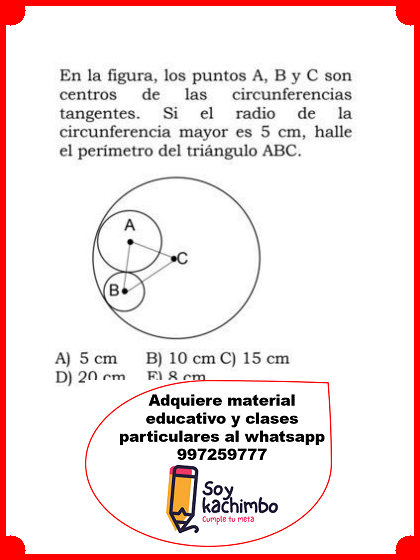 En la figura, los puntos A, B y C son
centros de las circunferencias
tangentes. Si el radio de la
circunferencia mayor es 5 cm, halle
el perímetro del triángulo ABC.
A
C
B
A) 5 cm B) 10 cm C) 15 cm
D) 20 cm E) 8 cm
Adquiere material
educativo y clases
particulares al whatsapp
997259777
Soy
kachimbo
Cumple tu meta